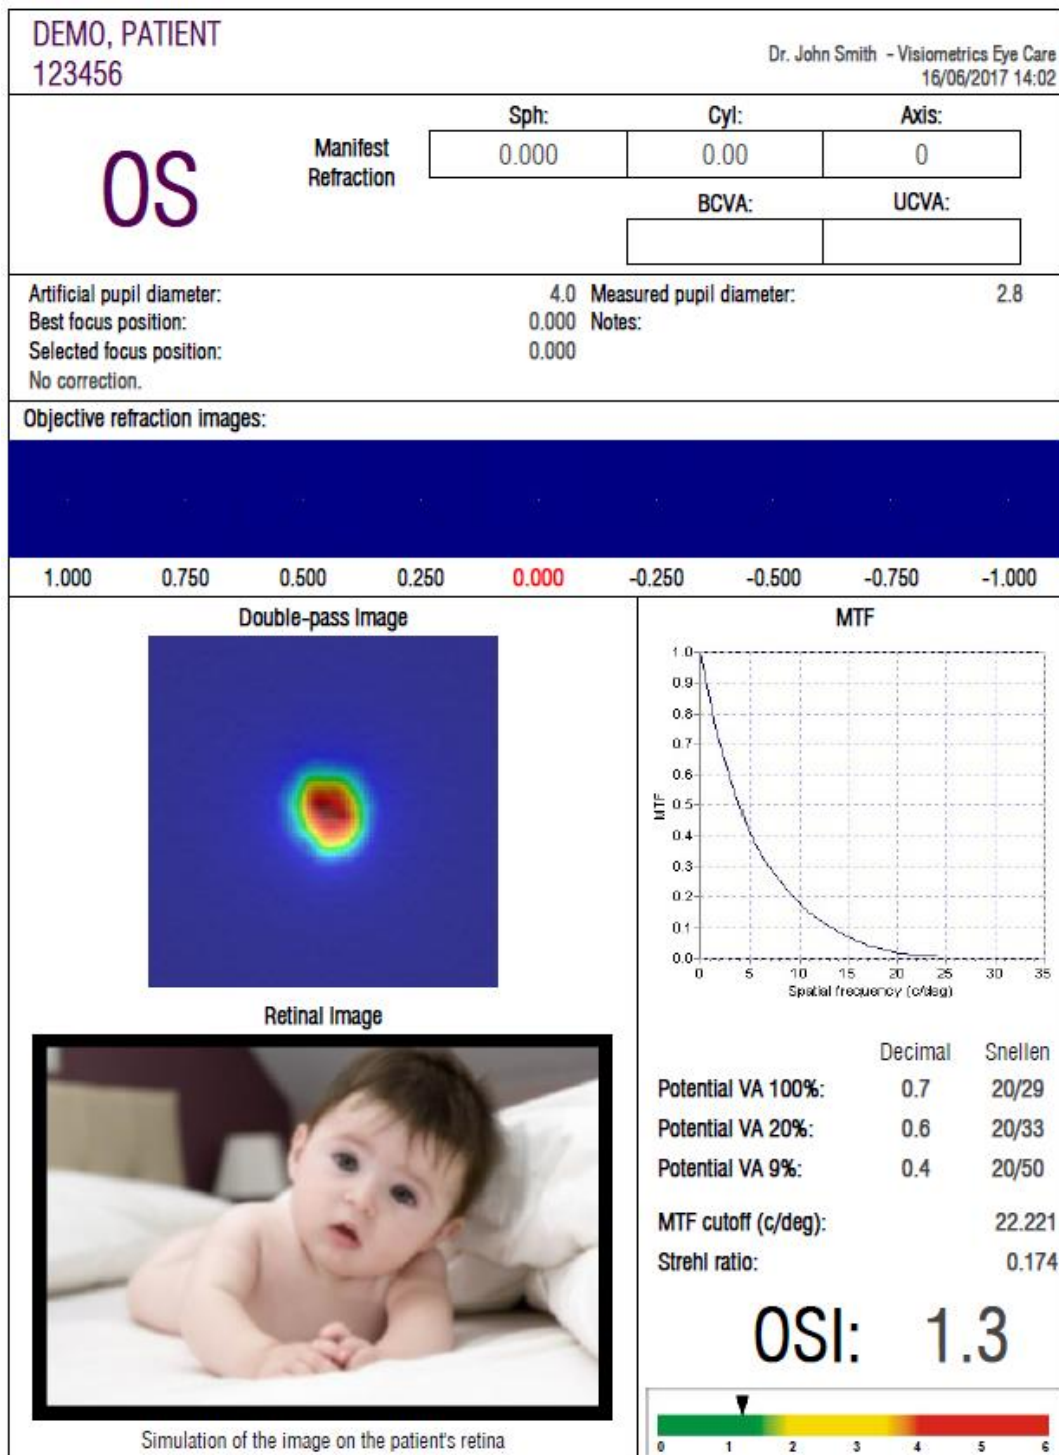 DEMO, PATIENT
123456
Dr. John Smith - Visiometrics Eye Care
16/06/2017 14:02
OS
Manifest
Refraction
Sph: Cyl: Axis:
0.000 0.00 0
BCVA: UCVA:
Artificial pupil diameter: 4.0 Measured pupil diameter: 2.8
Best focus position: 0.000 Notes:
Selected focus position: 0.000
No correction.
Objective refraction images:
1.000 0.750 0.500 0.250 0.000 -0.250 -0.500 -0.750 -1.000
Double-pass Image
MTF
1.0
0.9
0.8
0.7
0.6
0.5
0.4
0.3
0.2
0.1
0.0
MTF
0 5 10 15 20 25 30 35
Spatial frequency (c/deg)
Retinal Image
Simulation of the image on the patient's retina
Decimal Snellen
Potential VA 100%: 0.7 20/29
Potential VA 20%: 0.6 20/33
Potential VA 9%: 0.4 20/50
MTF cutoff (c/deg): 22.221
Strehl ratio: 0.174
OSI: 1.3
0 1 2 3 4 5 6